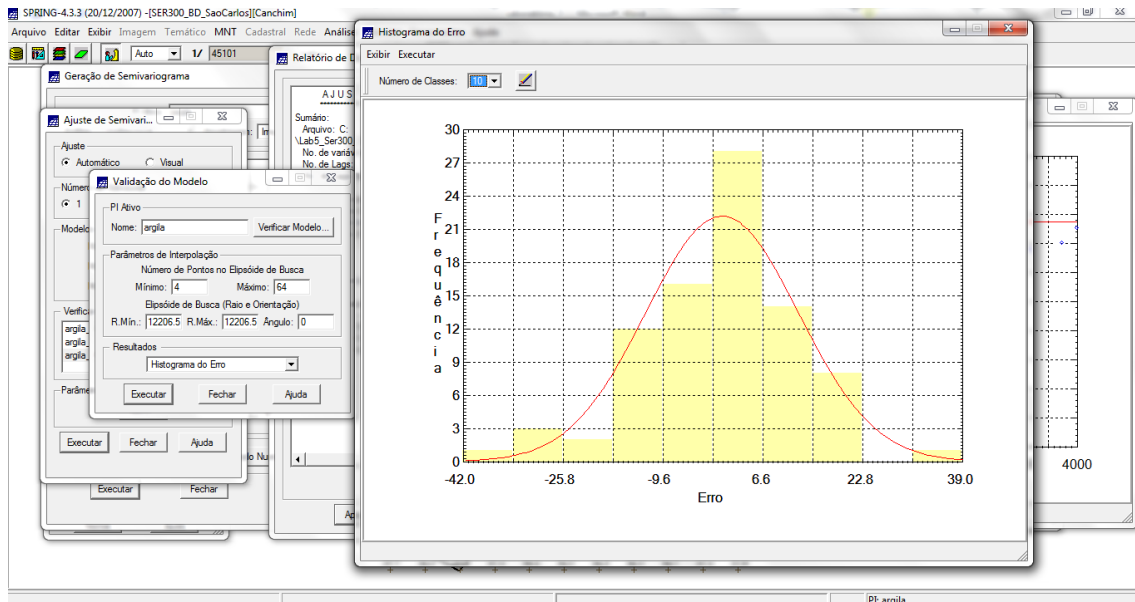 SPRING-4.3.3 (20/12/2007) -[SER300_BD_SaoCarlos][Canchim]
Arquivo Editar Exibir Imagem Temático MNT Cadastral Rede Análise
Auto 1/ 45101
Geração de Semivariograma
Relatório de D
AJUS
Sumário:
Arquivo: C:
\Lab5_Ser300_
No. de variáv
No. de Lags
Ajuste de Semivari...
Ajuste
Automático Visual
Número
1
Modelo
Verifica
argila_
argila_
argila_
Parâme
Executar Fechar Ajuda
Executar Fechar
Validação do Modelo
PI Ativo
Nome: argila Verificar Modelo...
Parâmetros de Interpolação
Número de Pontos no Elipsóide de Busca
Mínimo: 4 Máximo: 64
Elipsóide de Busca (Raio e Orientação)
R.Mín.: 12206.5 R.Máx.: 12206.5 Ângulo: 0
Resultados
Histograma do Erro
Executar Fechar Ajuda
Histograma do Erro
Exibir Executar
Número de Classes: 10
Frequência
30
27
24
21
18
15
12
9
6
3
0
-42.0 -25.8 -9.6 6.6 22.8 39.0
Erro
4000
PI: argila